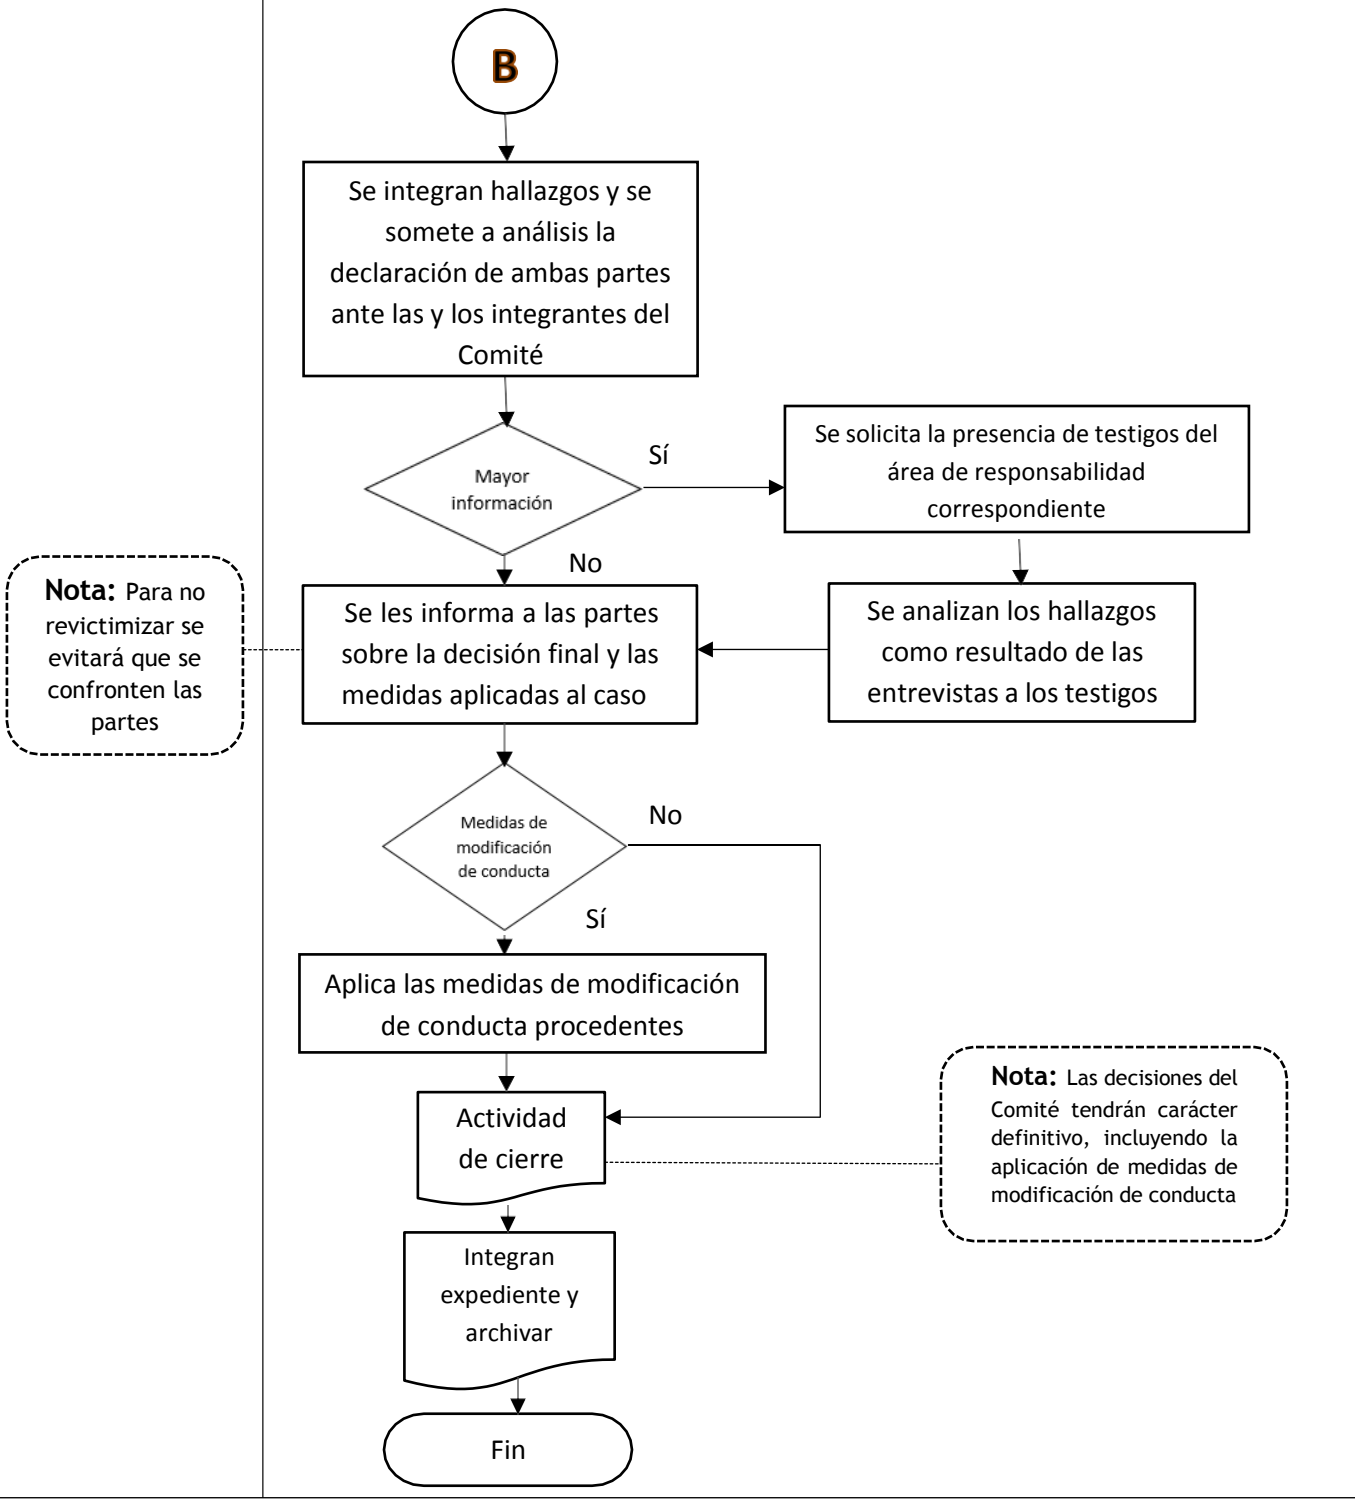 B
Se integran hallazgos y se
somete a análisis la
declaración de ambas partes
ante las y los integrantes del
Comité
Mayor
información
Sí
Se solicita la presencia de testigos del
área de responsabilidad
correspondiente
No
Nota: Para no
revictimizar se
evitará que se
confronten las
partes
Se les informa a las partes
sobre la decisión final y las
medidas aplicadas al caso
Se analizan los hallazgos
como resultado de las
entrevistas a los testigos
Medidas de
modificación
de conducta
No
Sí
Aplica las medidas de modificación
de conducta procedentes
Actividad
de cierre
Nota: Las decisiones del
Comité tendrán carácter
definitivo, incluyendo la
aplicación de medidas de
modificación de conducta
Integran
expediente y
archivar
Fin